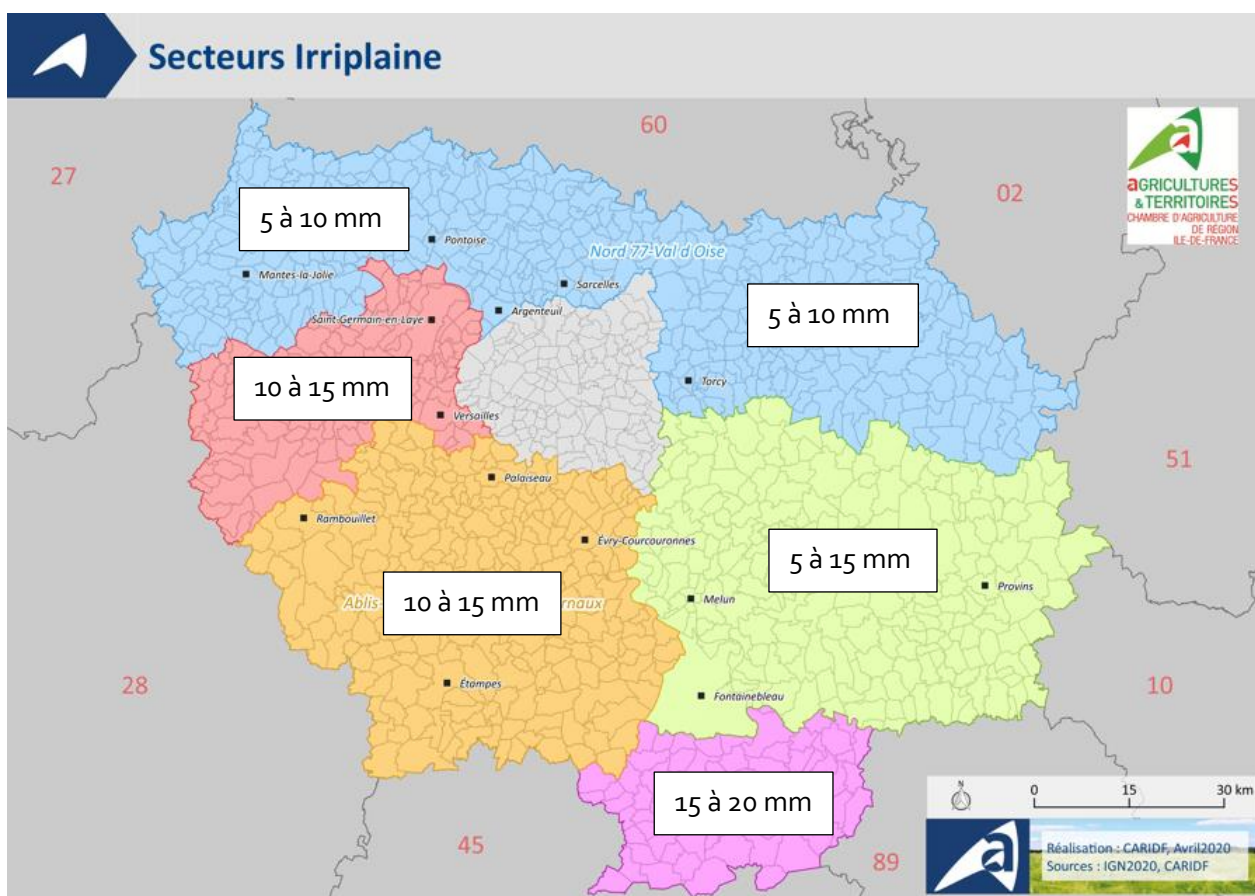 Secteurs Irriplaine
60
27
02
aGRICULTURES
& TERRITOIRES
CHAMBRE D'AGRICULTURE
DE RÉGION
ILE-DE-FRANCE
5 à 10 mm
Pontoise
Nord 77-Val d Oise
Mantes-la-Jolie
Sarcelles
Argenteuil
Saint-Germain-en-Laye
5 à 10 mm
10 à 15 mm
Torcy
Versailles
51
Palaiseau
Rambouillet
Évry-Courcouronnes
5 à 15 mm
Provins
Melun
10 à 15 mm
Ablis-
Étampes
28
10
Fontainebleau
15 à 20 mm
N
0 15 30 km
45
89
Réalisation : CARIDF, Avril2020
Sources : IGN2020, CARIDF